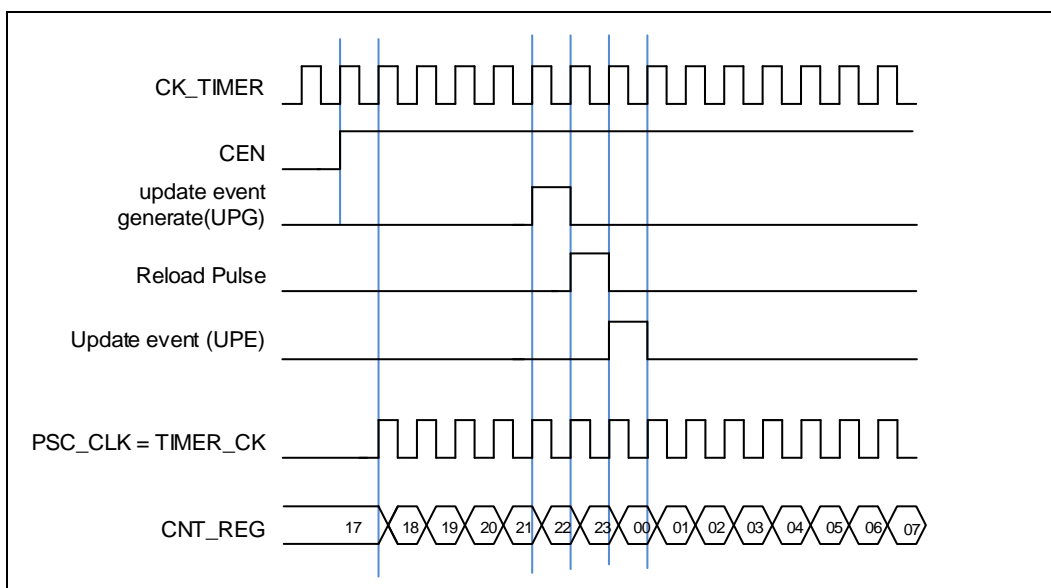 CK_TIMER
CEN
update event
generate(UPG)
Reload Pulse
Update event (UPE)
PSC_CLK = TIMER_CK
CNT_REG 17 18 19 20 21 22 23 00 01 02 03 04 05 06 07